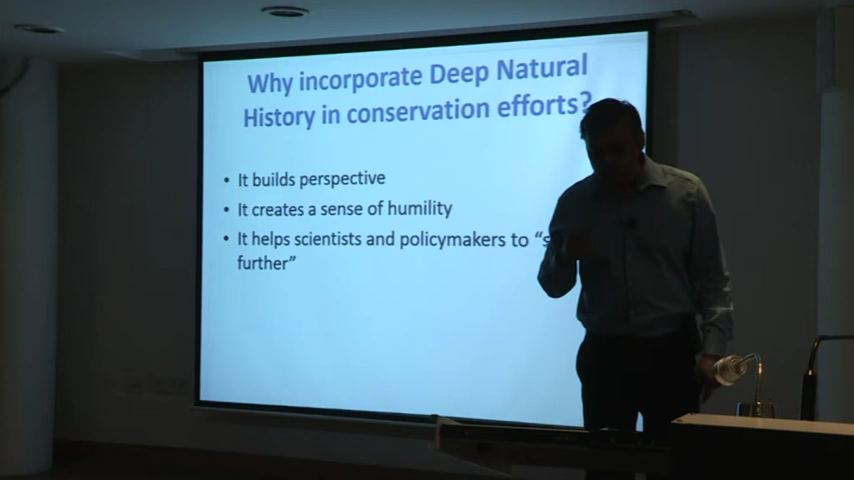 Why incorporate Deep Natural
History in conservation efforts?
• It builds perspective
• It creates a sense of humility
• It helps scientists and policymakers to “
further”